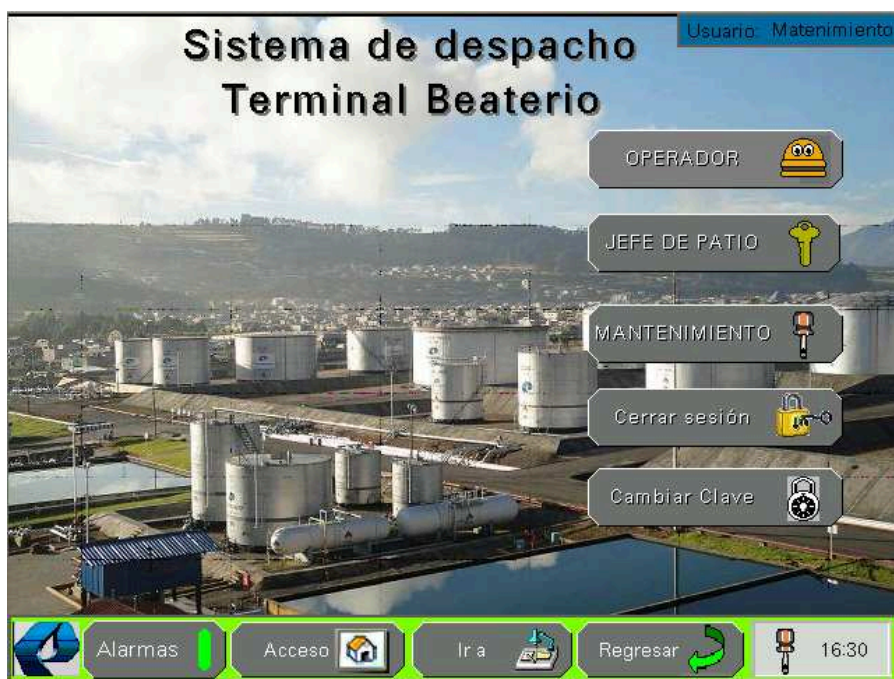 Usuario: Matenimiento
Sistema de despacho
Terminal Beaterio
OPERADOR
JEFE DE PATIO
MANTENIMIENTO
Cerrar sesión
Cambiar Clave
Alarmas
Acceso
Ir a
Regresar
16:30